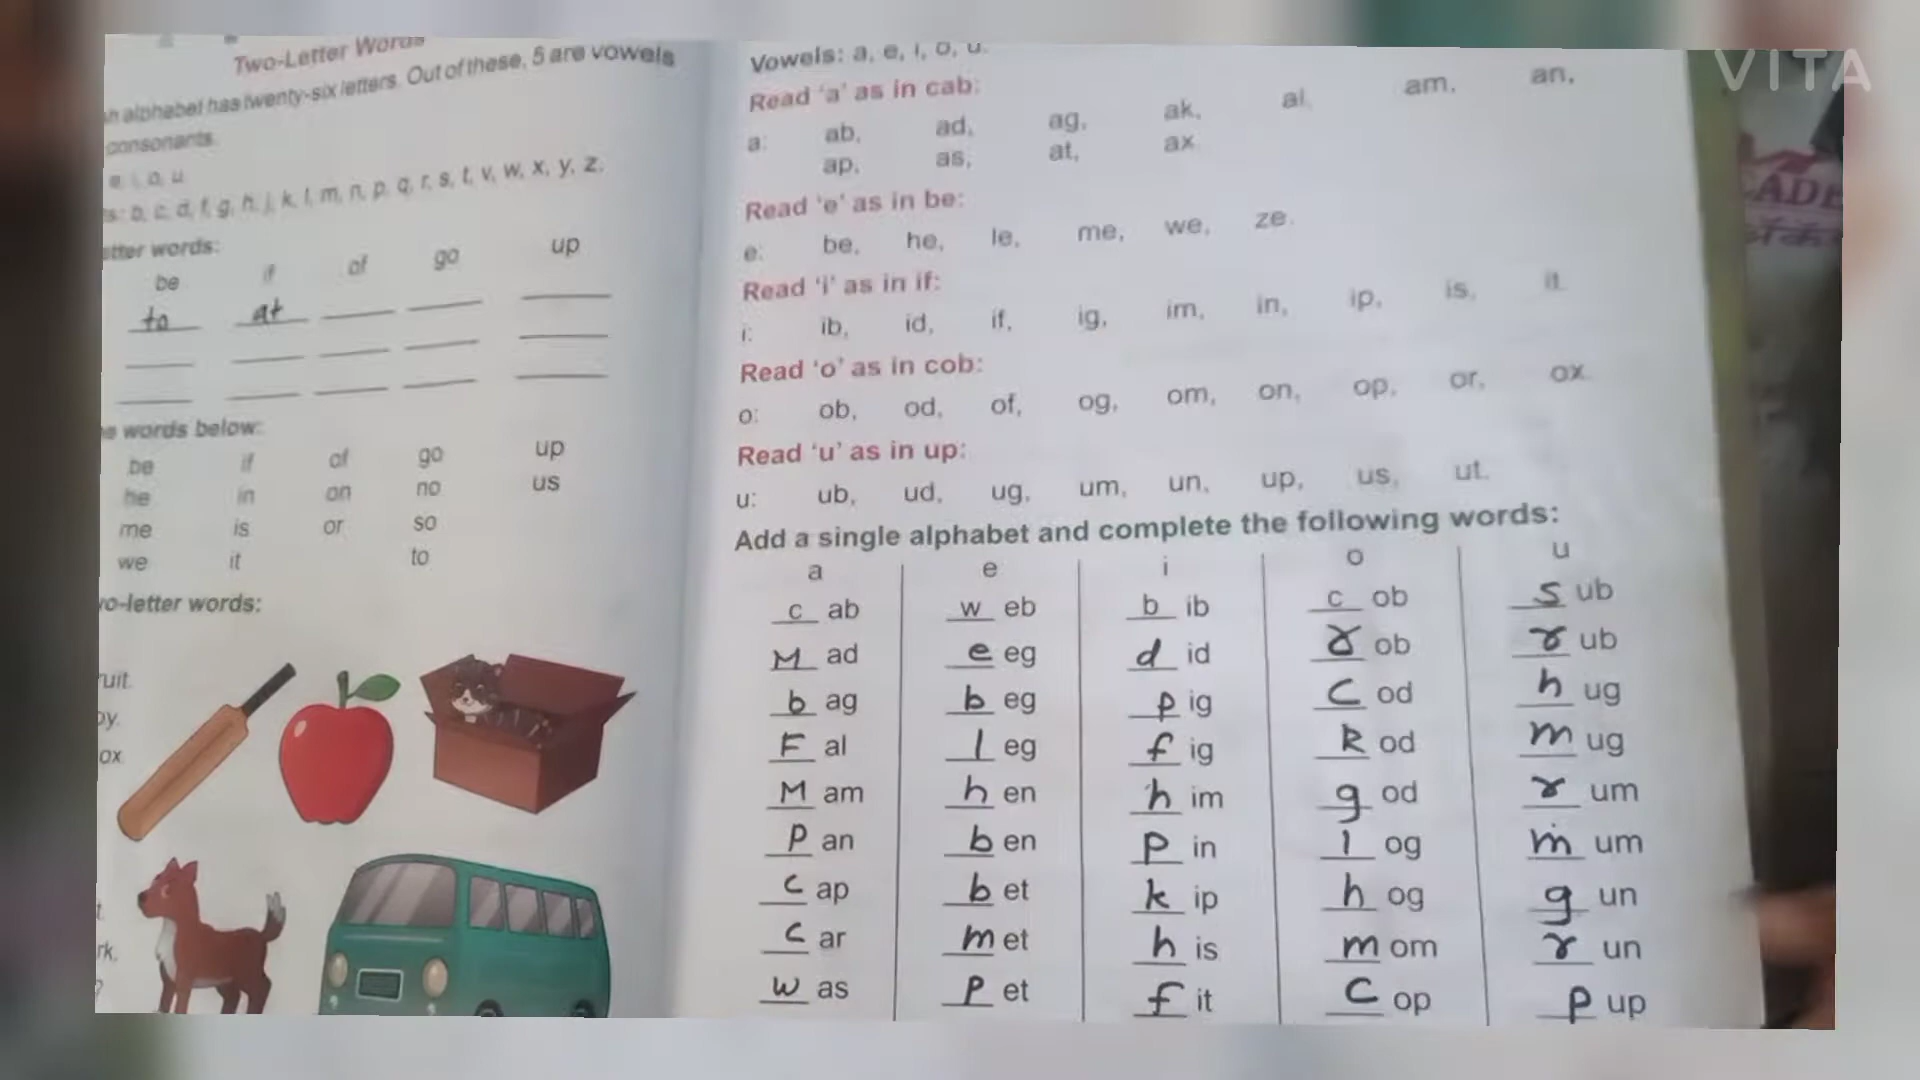 Two-Letter Words
alphabet has twenty-six letters. Out of these, 5 are vowels
consonants.
e, i, o, u
s: b, c, d, f, g, h, j, k, l, m, n, p, q, r, s, t, v, w, x, y, z.
etter words:
be if of go up
to at
e words below:
be if of go up
he in on no us
me is or so
we it to
wo-letter words:
ruit.
oy.
ox.
t.
rk.
?
Vowels: a, e, i, o, u.
Read 'a' as in cab:
a: ab, ad, ag, ak, al, am, an,
ap, as, at, ax
Read 'e' as in be:
e: be, he, le, me, we, ze.
Read 'i' as in if:
i: ib, id, if, ig, im, in, ip, is, it.
Read 'o' as in cob:
o: ob, od, of, og, om, on, op, or, ox.
Read 'u' as in up:
u: ub, ud, ug, um, un, up, us, ut.
Add a single alphabet and complete the following words:
a e i o u
c ab w eb b ib c ob s ub
M ad e eg d id r ob r ub
b ag b eg p ig C od h ug
F al l eg f ig R od m ug
M am h en h im g od r um
P an b en P in l og m um
c ap b et k ip h og g un
c ar m et h is m om r un
w as P et f it C op p up
VITA
ADE